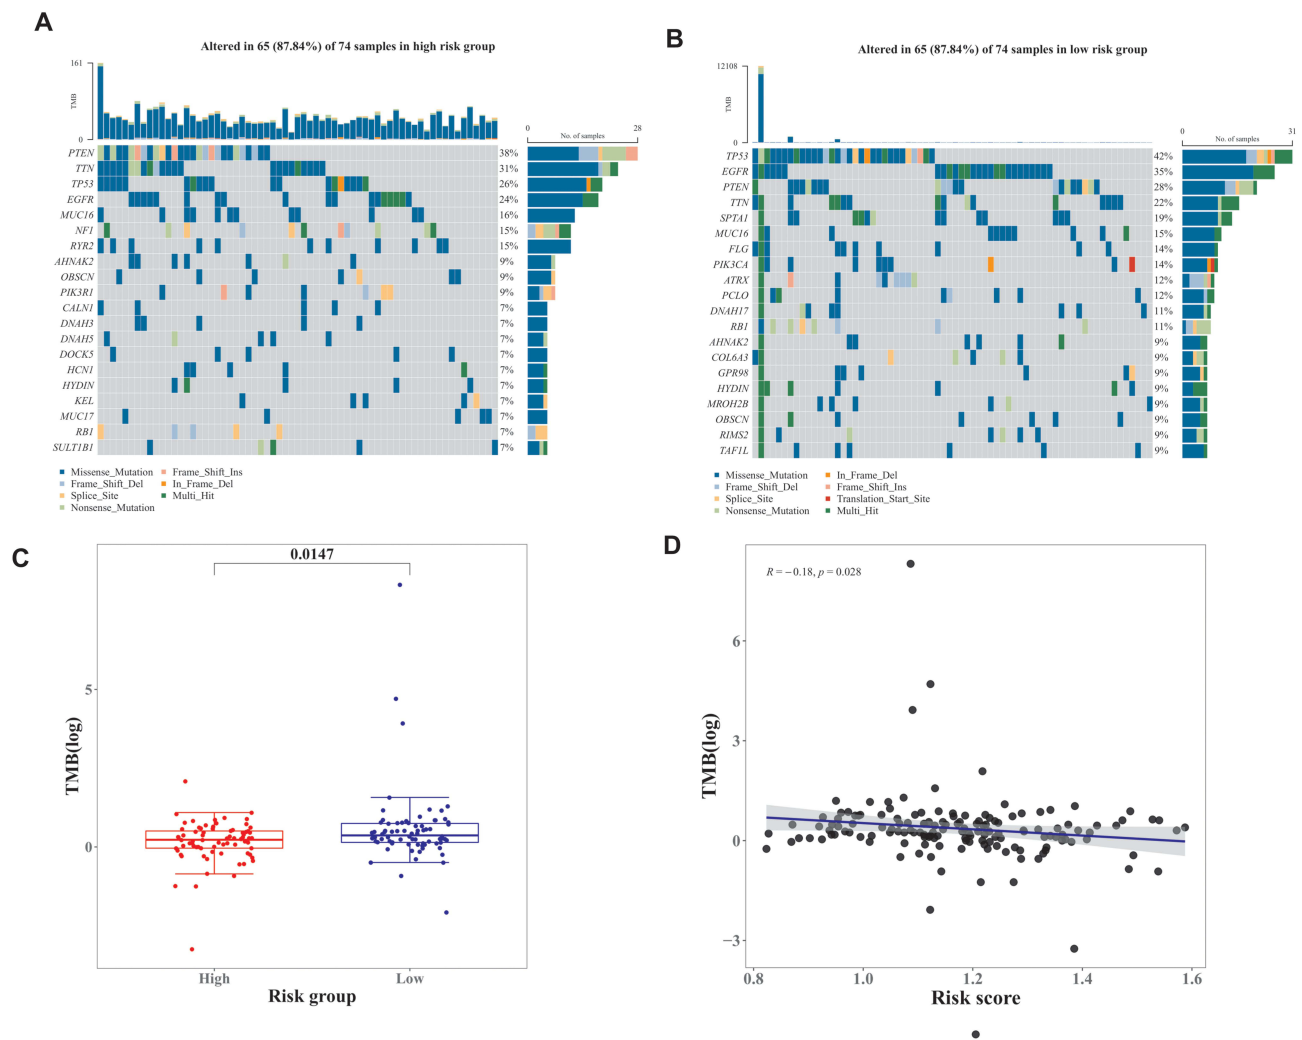 A
Altered in 65 (87.84%) of 74 samples in high risk group
161
TMB
0
0
28
No. of samples
PTEN 38%
TTN 31%
TP53 26%
EGFR 24%
MUC16 16%
NF1 15%
RYR2 15%
AHNAK2 9%
OBSCN 9%
PIK3R1 9%
CALN1 7%
DNAH3 7%
DNAH5 7%
DOCK5 7%
HCN1 7%
HYDIN 7%
KEL 7%
MUC17 7%
RB1 7%
SULT1B1 7%
Missense_Mutation
Frame_Shift_Del
Splice_Site
Nonsense_Mutation
Frame_Shift_Ins
In_Frame_Del
Multi_Hit
B
Altered in 65 (87.84%) of 74 samples in low risk group
12108
TMB
0
0
31
No. of samples
TP53 42%
EGFR 35%
PTEN 28%
TTN 22%
SPTA1 19%
MUC16 15%
FLG 14%
PIK3CA 14%
ATRX 12%
PCLO 12%
DNAH17 11%
RB1 11%
AHNAK2 9%
COL6A3 9%
GPR98 9%
HYDIN 9%
MROH2B 9%
OBSCN 9%
RIMS2 9%
TAF1L 9%
Missense_Mutation
Frame_Shift_Del
Splice_Site
Nonsense_Mutation
In_Frame_Del
Frame_Shift_Ins
Translation_Start_Site
Multi_Hit
C
0.0147
TMB(log)
5
0
High
Low
Risk group
D
R = −0.18, p = 0.028
TMB(log)
6
3
0
−3
0.8
1.0
1.2
1.4
1.6
Risk score